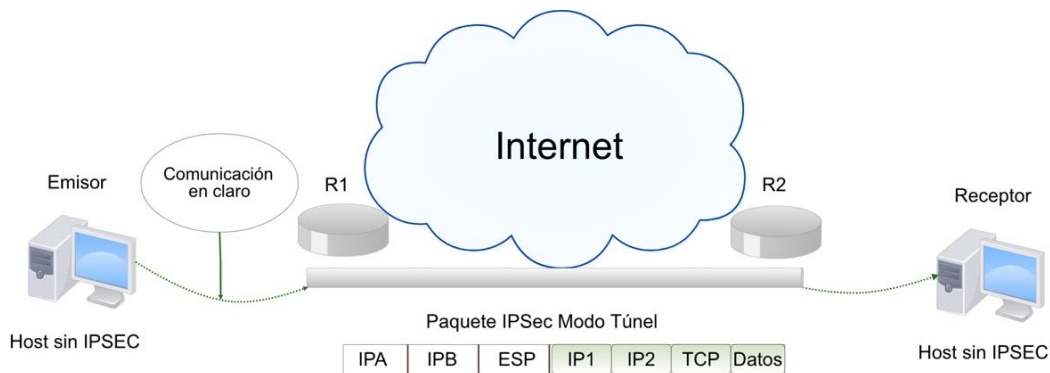 Internet
Comunicación
en claro
Emisor
R1
R2
Receptor
Host sin IPSEC
Host sin IPSEC
Paquete IPSec Modo Túnel
IPA IPB ESP IP1 IP2 TCP Datos